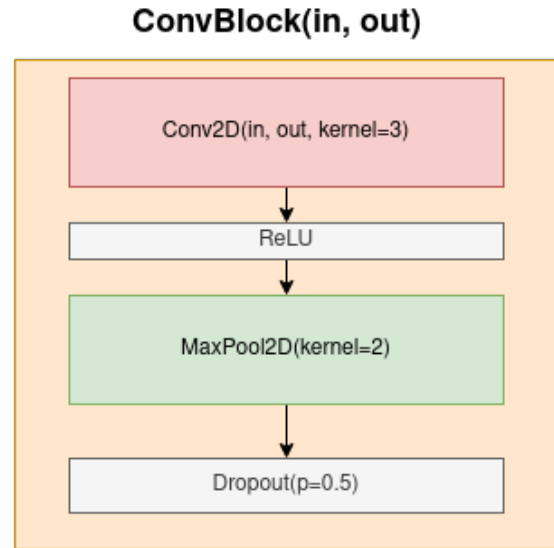 ConvBlock(in, out)
Conv2D(in, out, kernel=3)
ReLU
MaxPool2D(kernel=2)
Dropout(p=0.5)